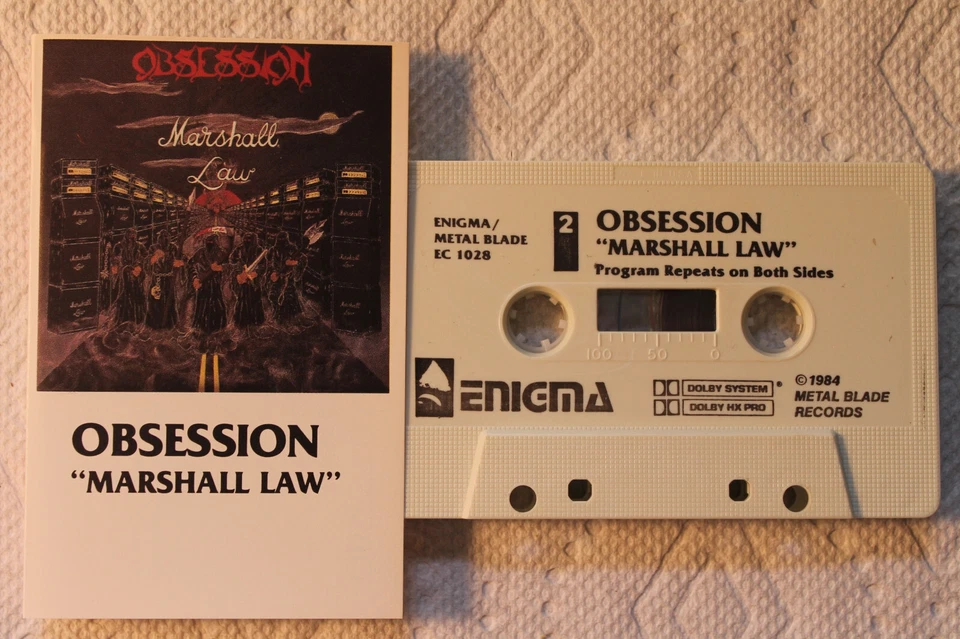 OBSESSION
Marshall
Law
OBSESSION
“MARSHALL LAW”
ENIGMA/
METAL BLADE
EC 1028
2
OBSESSION
“MARSHALL LAW”
Program Repeats on Both Sides
100 50 0
ENIGMA
DOLBY SYSTEM
DOLBY HX PRO
©1984
METAL BLADE
RECORDS